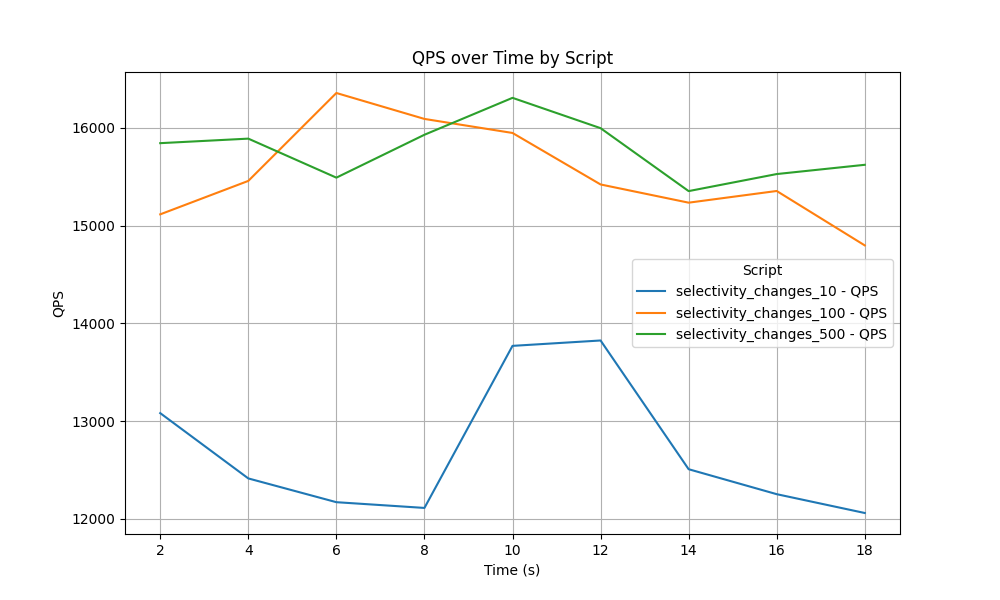 QPS over Time by Script
16000
15000
14000
13000
12000
QPS
Script
selectivity_changes_10 - QPS
selectivity_changes_100 - QPS
selectivity_changes_500 - QPS
2 4 6 8 10 12 14 16 18
Time (s)